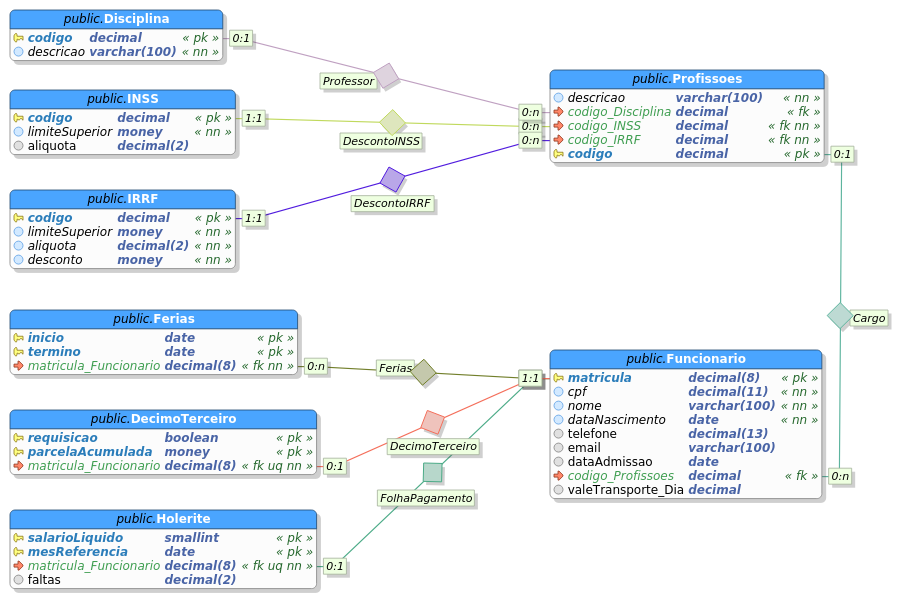 public.Disciplina
codigo decimal « pk »
descricao varchar(100) « nn »
0:1
Professor
public.INSS
codigo decimal « pk »
limiteSuperior money « nn »
aliquota decimal(2)
1:1
DescontoINSS
public.IRRF
codigo decimal « pk »
limiteSuperior money « nn »
aliquota decimal(2) « nn »
desconto money « nn »
1:1
DescontoIRRF
0:n
0:n
0:n
public.Profissoes
descricao varchar(100) « nn »
codigo_Disciplina decimal « fk »
codigo_INSS decimal « fk nn »
codigo_IRRF decimal « fk nn »
codigo decimal « pk »
0:1
Cargo
public.Ferias
inicio date « pk »
termino date « pk »
matricula_Funcionario decimal(8) « fk nn »
0:n
Ferias
public.DecimoTerceiro
requisicao boolean « pk »
parcelaAcumulada money « pk »
matricula_Funcionario decimal(8) « fk uq nn »
0:1
DecimoTerceiro
public.Holerite
salarioLiquido smallint « pk »
mesReferencia date « pk »
matricula_Funcionario decimal(8) « fk uq nn »
faltas decimal(2)
0:1
FolhaPagamento
1:1
public.Funcionario
matricula decimal(8) « pk »
cpf decimal(11) « nn »
nome varchar(100) « nn »
dataNascimento date « nn »
telefone decimal(13)
email varchar(100)
dataAdmissao date
codigo_Profissoes decimal « fk »
valeTransporte_Dia decimal
0:n